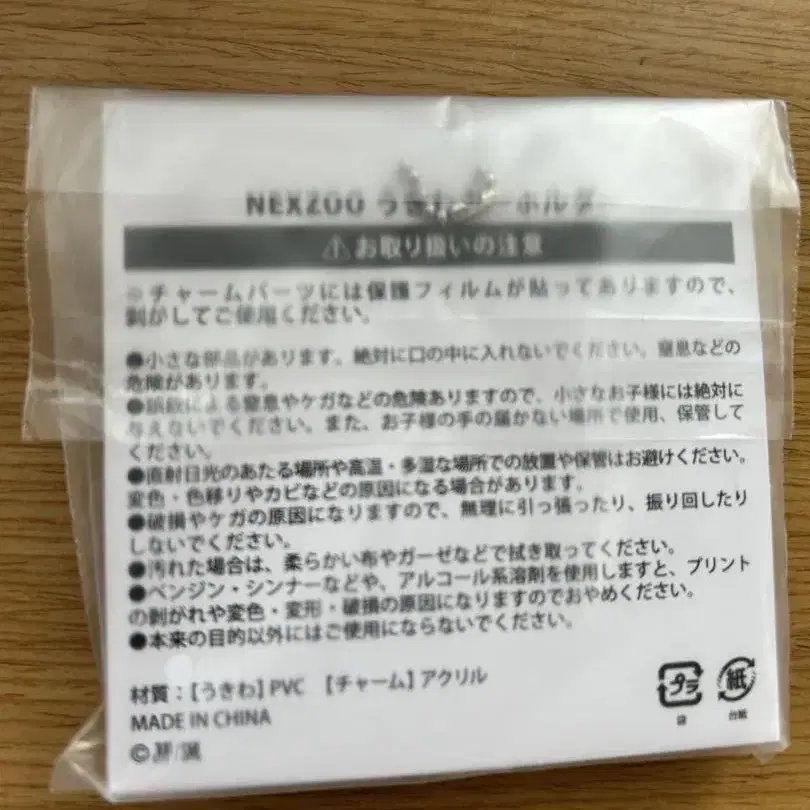 NEXZOO うきわキーホルダー
⚠お取り扱いの注意
※チャームパーツには保護フィルムが貼ってありますので、
剥がしてご使用ください。
●小さな部品があります。絶対に口の中に入れないでください。窒息などの
危険があります。
●誤飲による窒息やケガなどの危険ありますので、小さなお子様には絶対に
与えないでください。また、お子様の手の届かない場所で使用、保管して
ください。
●直射日光のあたる場所や高温・多湿な場所での放置や保管はお避けください。
変色・色移りやカビなどの原因になる場合があります。
●破損やケガの原因になりますので、無理に引っ張ったり、振り回したり
しないでください。
●汚れた場合は、柔らかい布やガーゼなどで拭き取ってください。
●ベンジン・シンナーなどや、アルコール系溶剤を使用しますと、プリント
の剥がれや変色・変形・破損の原因になりますのでおやめください。
●本来の目的以外にはご使用にならないでください。
材質：【うきわ】PVC 【チャーム】アクリル
MADE IN CHINA
プラ
袋
紙
台紙